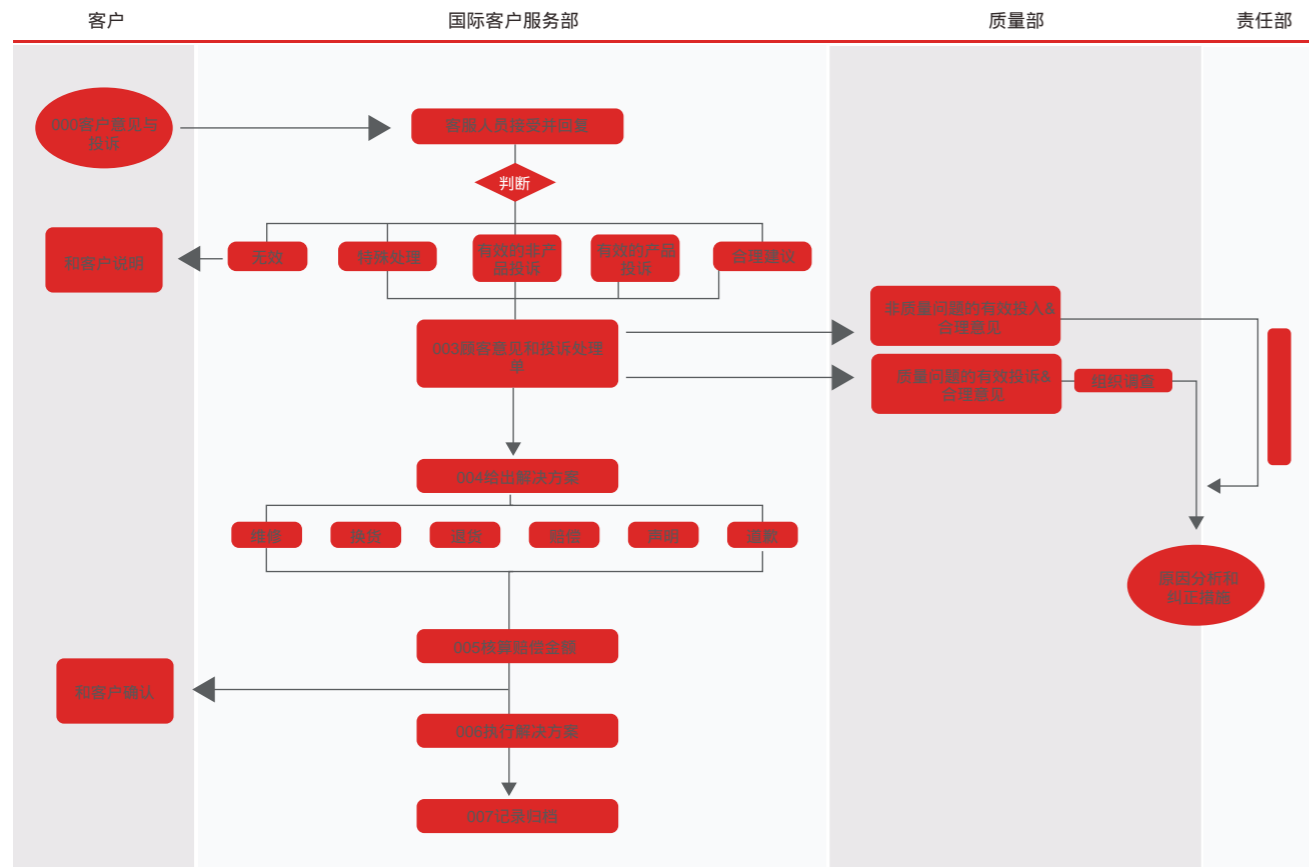 客户
国际客户服务部
质量部
责任部
000客户意见与
投诉
客服人员接受并回复
判断
和客户说明
无效
特殊处理
有效的非产
品投诉
有效的产品
投诉
合理建议
非质量问题的有效投入&
合理意见
003顾客意见和投诉处理
单
质量问题的有效投诉&
合理意见
组织调查
004给出解决方案
维修
换货
退货
赔偿
声明
道歉
原因分析和
纠正措施
005核算赔偿金额
和客户确认
006执行解决方案
007记录归档